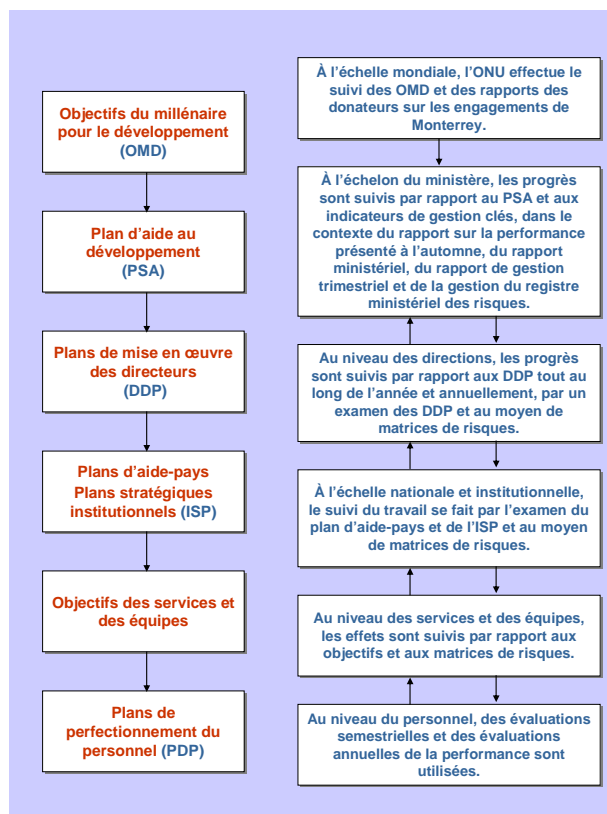 Objectifs du millénaire
pour le développement
(OMD)
Plan d'aide au
développement
(PSA)
Plans de mise en œuvre
des directeurs
(DDP)
Plans d'aide-pays
Plans stratégiques
institutionnels (ISP)
Objectifs des services et
des équipes
Plans de
perfectionnement du
personnel (PDP)
À l'échelle mondiale, l'ONU effectue le
suivi des OMD et des rapports des
donateurs sur les engagements de
Monterrey.
À l'échelon du ministère, les progrès
sont suivis par rapport au PSA et aux
indicateurs de gestion clés, dans le
contexte du rapport sur la performance
présenté à l'automne, du rapport
ministériel, du rapport de gestion
trimestriel et de la gestion du registre
ministériel des risques.
Au niveau des directions, les progrès
sont suivis par rapport aux DDP tout au
long de l'année et annuellement, par un
examen des DDP et au moyen de
matrices de risques.
À l'échelle nationale et institutionnelle,
le suivi du travail se fait par l'examen du
plan d'aide-pays et de l'ISP et au moyen
de matrices de risques.
Au niveau des services et des équipes,
les effets sont suivis par rapport aux
objectifs et aux matrices de risques.
Au niveau du personnel, des évaluations
semestrielles et des évaluations
annuelles de la performance sont
utilisées.